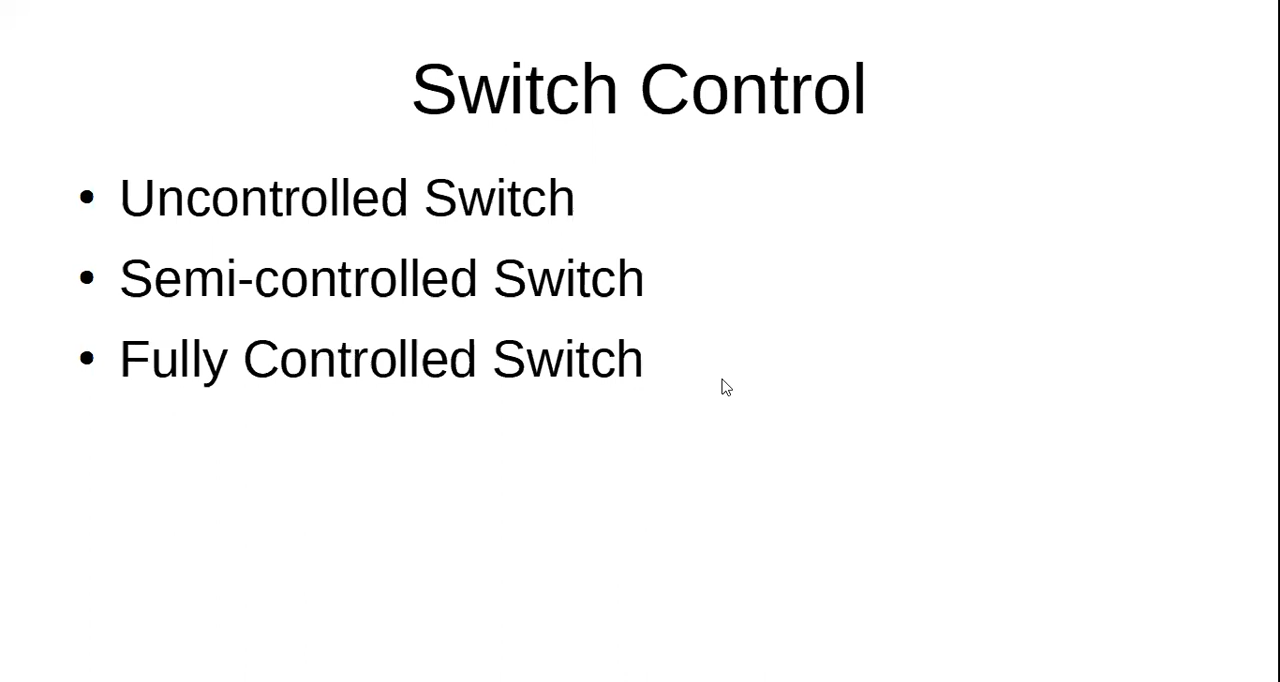 Switch Control
• Uncontrolled Switch
• Semi-controlled Switch
• Fully Controlled Switch